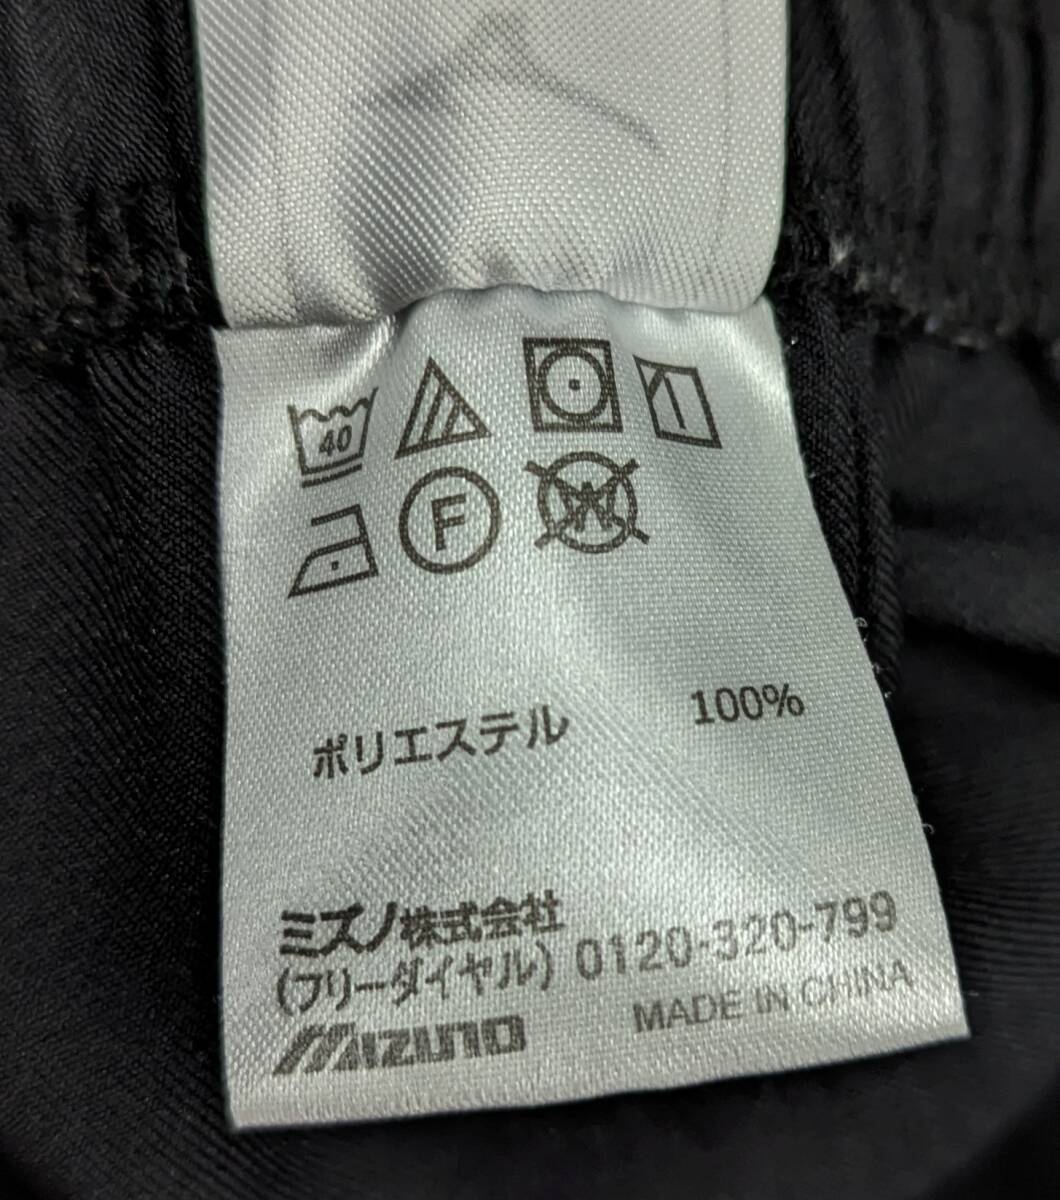 40
F
W
ポリエステル 100%
ミズノ株式会社
(フリーダイヤル) 0120-320-799
MIZUNO MADE IN CHINA